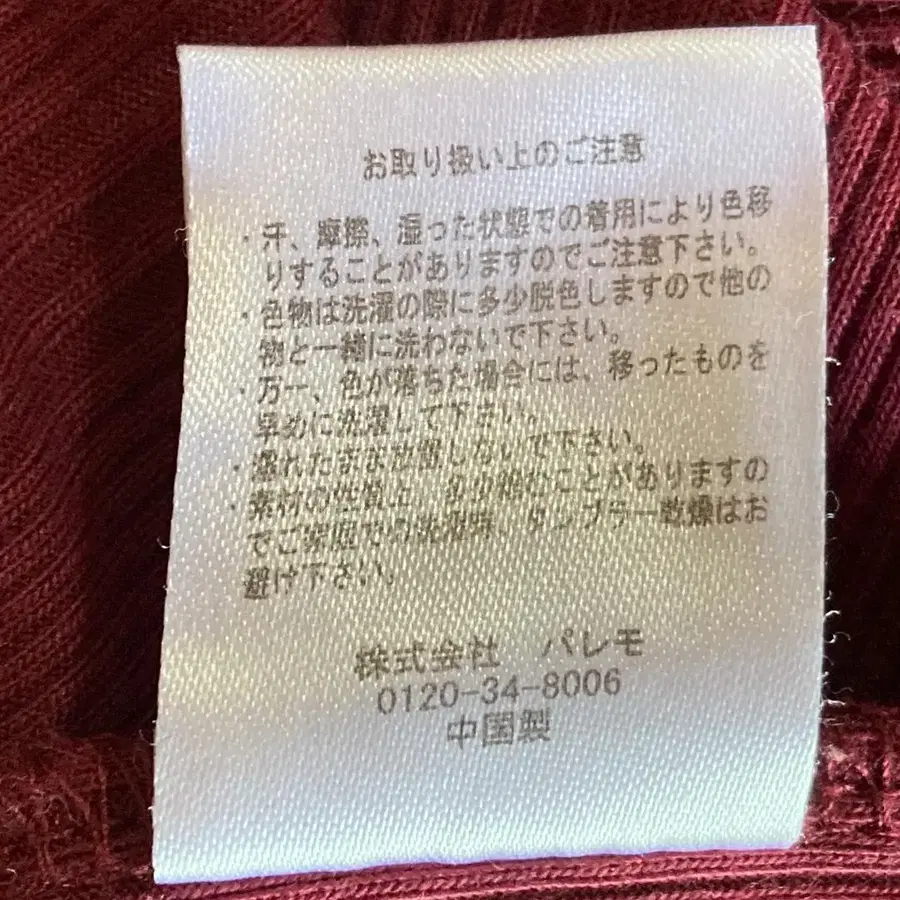 お取り扱い上のご注意
・汗、摩擦、湿った状態での着用により色移
りすることがありますのでご注意下さい。
・色物は洗濯の際に多少脱色しますので他の
物と一緒に洗わないで下さい。
・万一、色が落ちた場合には、移ったものを
早めに洗濯して下さい。
・濡れたまま放置しないで下さい。
・素材の性質上、多少縮むことがありますの
でご家庭での洗濯時、タンブラー乾燥はお
避け下さい。
株式会社 パレモ
0120-34-8006
中国製